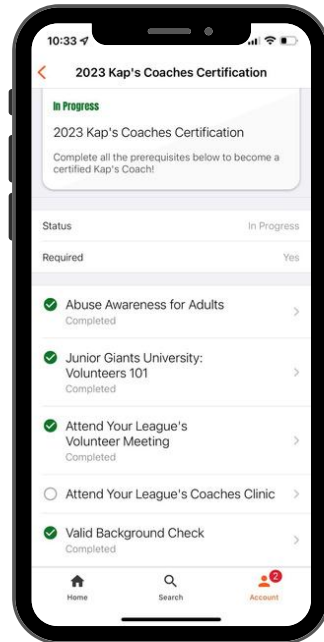 10:33
2023 Kap's Coaches Certification
In Progress
2023 Kap's Coaches Certification
Complete all the prerequisites below to become a
certified Kap's Coach!
Status In Progress
Required Yes
Abuse Awareness for Adults
Completed
Junior Giants University:
Volunteers 101
Completed
Attend Your League's
Volunteer Meeting
Completed
Attend Your League's Coaches Clinic
Valid Background Check
Completed
2
Home Search Account